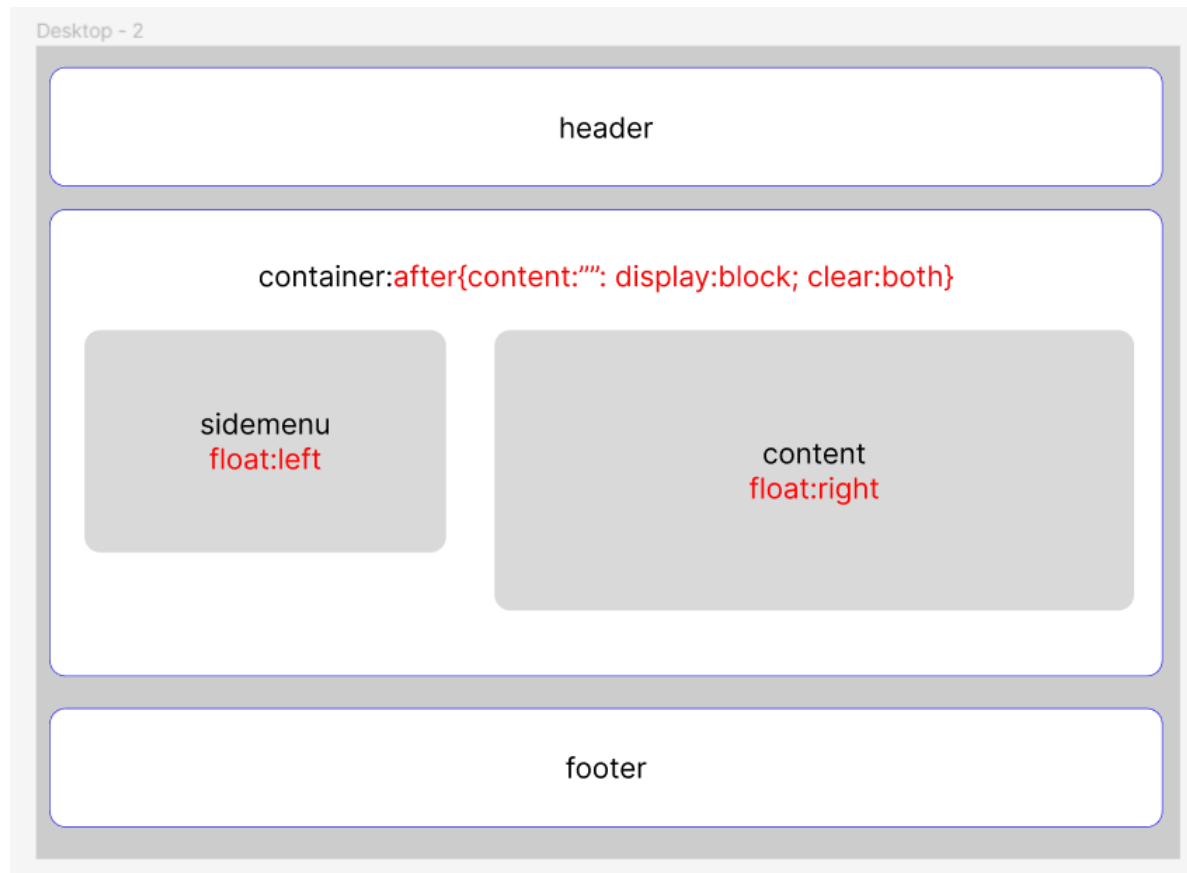 Desktop - 2
header
container:after{content:””: display:block; clear:both}
sidemenu
float:left
content
float:right
footer